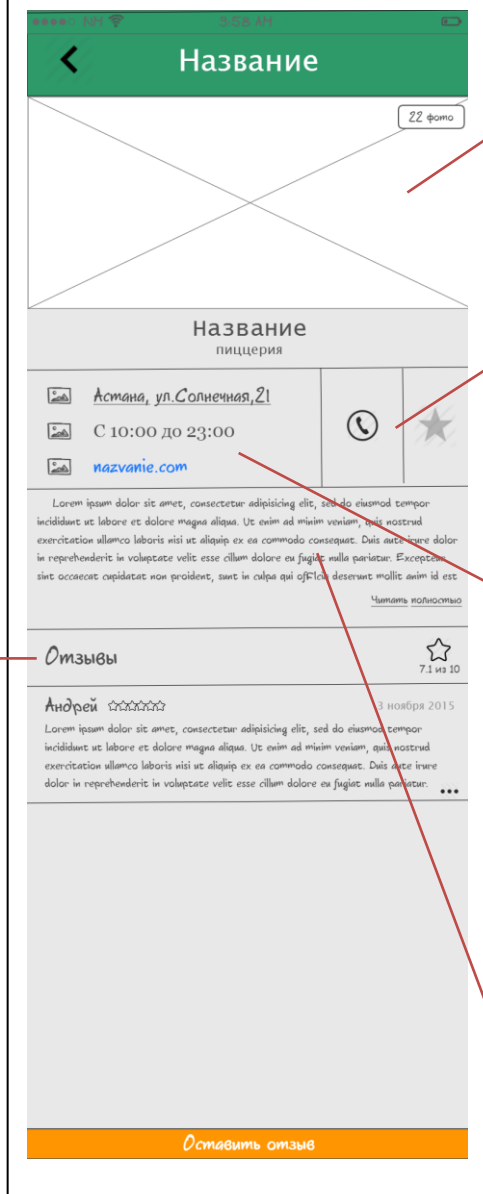 NM 5:58 AM
Название
22 фото
Название
пиццерия
Астана, ул.Солнечная,21
С 10:00 до 23:00
nazvanie.com
Lorem ipsum dolor sit amet, consectetur adipisicing elit, sed do eiusmod tempor
incididunt ut labore et dolore magna aliqua. Ut enim ad minim veniam, quis nostrud
exercitation ullamco laboris nisi ut aliquip ex ea commodo consequat. Duis aute irure dolor
in reprehenderit in voluptate velit esse cillum dolore eu fugiat nulla pariatur. Excepteur
sint occaecat cupidatat non proident, sunt in culpa qui officia deserunt mollit anim id est
Читать полностью
Отзывы
7.1 из 10
Андрей 3 ноября 2015
Lorem ipsum dolor sit amet, consectetur adipisicing elit, sed do eiusmod tempor
incididunt ut labore et dolore magna aliqua. Ut enim ad minim veniam, quis nostrud
exercitation ullamco laboris nisi ut aliquip ex ea commodo consequat. Duis aute irure
dolor in reprehenderit in voluptate velit esse cillum dolore eu fugiat nulla pariatur. ...
Оставить отзыв